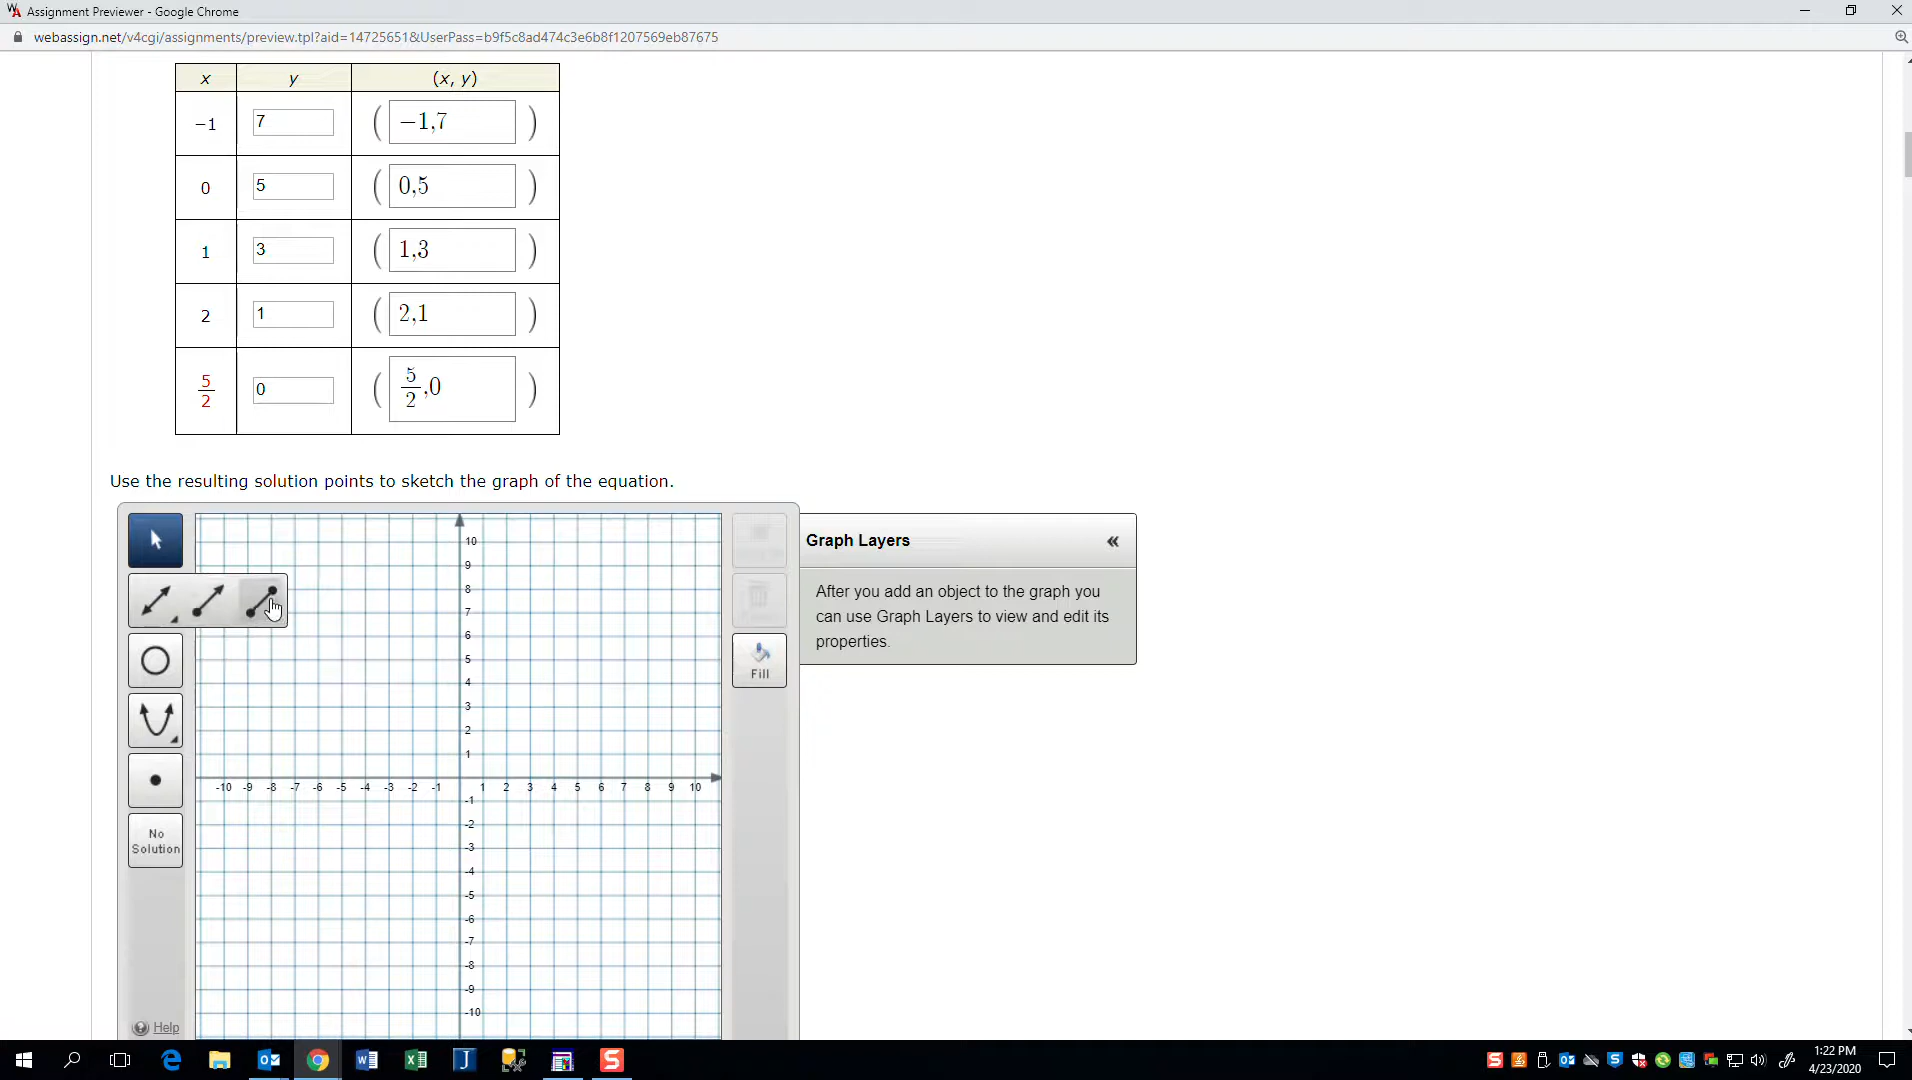 Assignment Previewer - Google Chrome
webassign.net/v4cgi/assignments/preview.tpl?aid=14725651&UserPass=b9f5c8ad474c3e6b8f1207569eb87675
x y (x, y)
−1 7 ( −1,7 )
0 5 ( 0,5 )
1 3 ( 1,3 )
2 1 ( 2,1 )
5/2 0 ( 5/2,0 )
Use the resulting solution points to sketch the graph of the equation.
Graph Layers «
After you add an object to the graph you
can use Graph Layers to view and edit its
properties.
Fill
No
Solution
Help
10
9
8
7
6
5
4
3
2
1
-10 -9 -8 -7 -6 -5 -4 -3 -2 -1 1 2 3 4 5 6 7 8 9 10
-1
-2
-3
-4
-5
-6
-7
-8
-9
-10
1:22 PM
4/23/2020